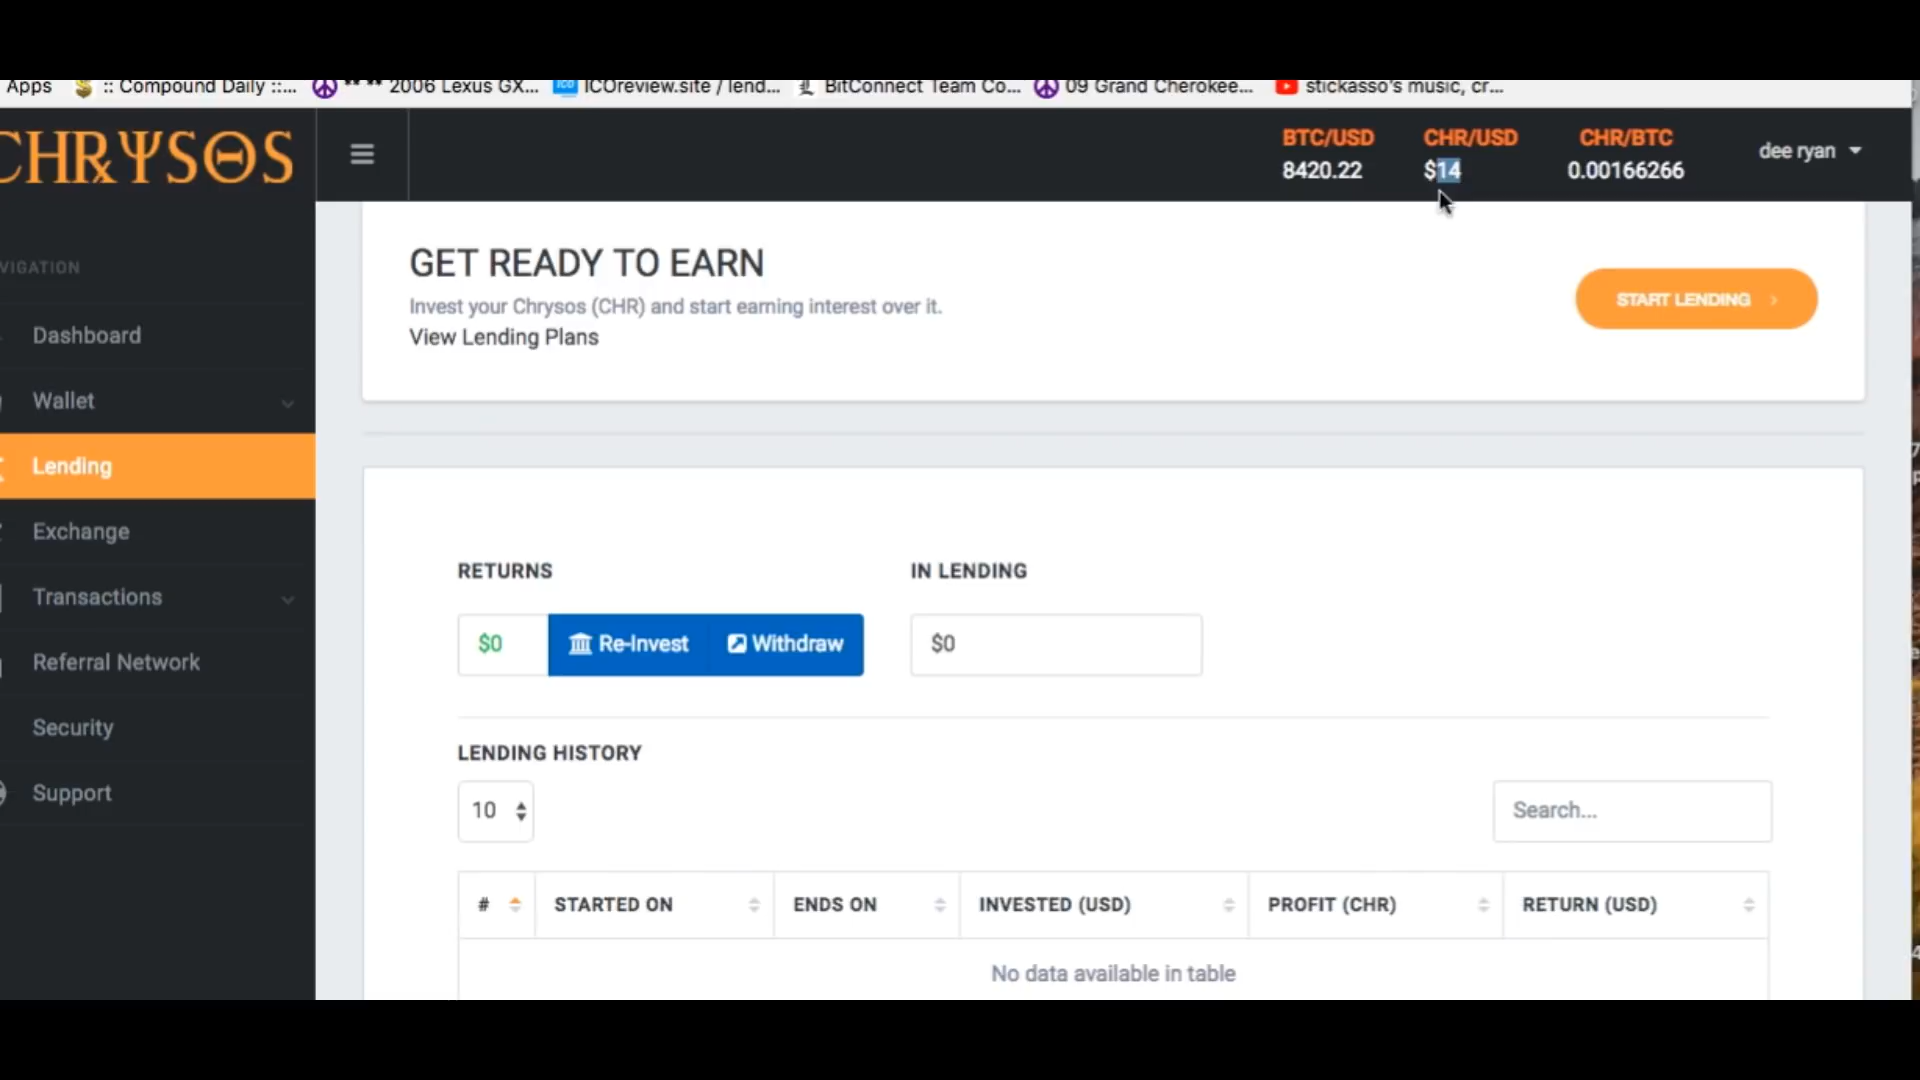 Apps :: Compound Daily ::... 2006 Lexus GX... ICOreview.site / lend... BitConnect Team Co... 09 Grand Cherokee... stickasso's music, cr...
CHRYSOS
BTC/USD CHR/USD CHR/BTC
8420.22 $14 0.00166266
dee ryan
VIGATION
Dashboard
Wallet
Lending
Exchange
Transactions
Referral Network
Security
Support
GET READY TO EARN
Invest your Chrysos (CHR) and start earning interest over it.
View Lending Plans
START LENDING
RETURNS IN LENDING
$0 Re-Invest Withdraw $0
LENDING HISTORY
10 Search...
# STARTED ON ENDS ON INVESTED (USD) PROFIT (CHR) RETURN (USD)
No data available in table